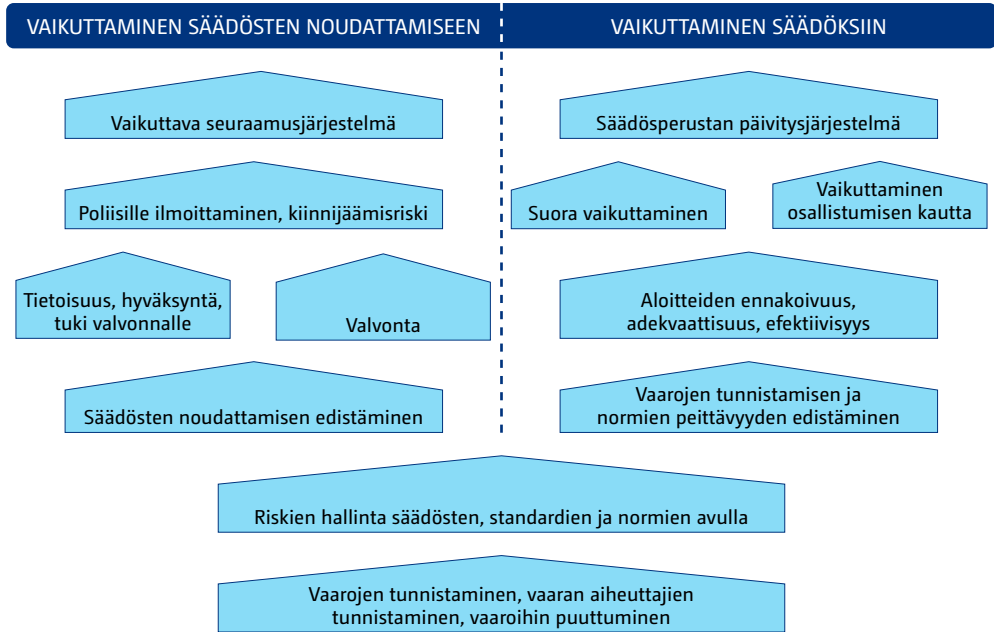 VAIKUTTAMINEN SÄÄDÖSTEN NOUDATTAMISEEN
VAIKUTTAMINEN SÄÄDÖKSIIN
Vaikuttava seuraamusjärjestelmä
Säädösperustan päivitysjärjestelmä
Poliisille ilmoittaminen, kiinnijäämisriski
Suora vaikuttaminen
Vaikuttaminen
osallistumisen kautta
Tietoisuus, hyväksyntä,
tuki valvonnalle
Valvonta
Aloitteiden ennakoivuus,
adekvaattisuus, efektiivisyys
Säädösten noudattamisen edistäminen
Vaarojen tunnistamisen ja
normien peittävyyden edistäminen
Riskien hallinta säädösten, standardien ja normien avulla
Vaarojen tunnistaminen, vaaran aiheuttajien
tunnistaminen, vaaroihin puuttuminen